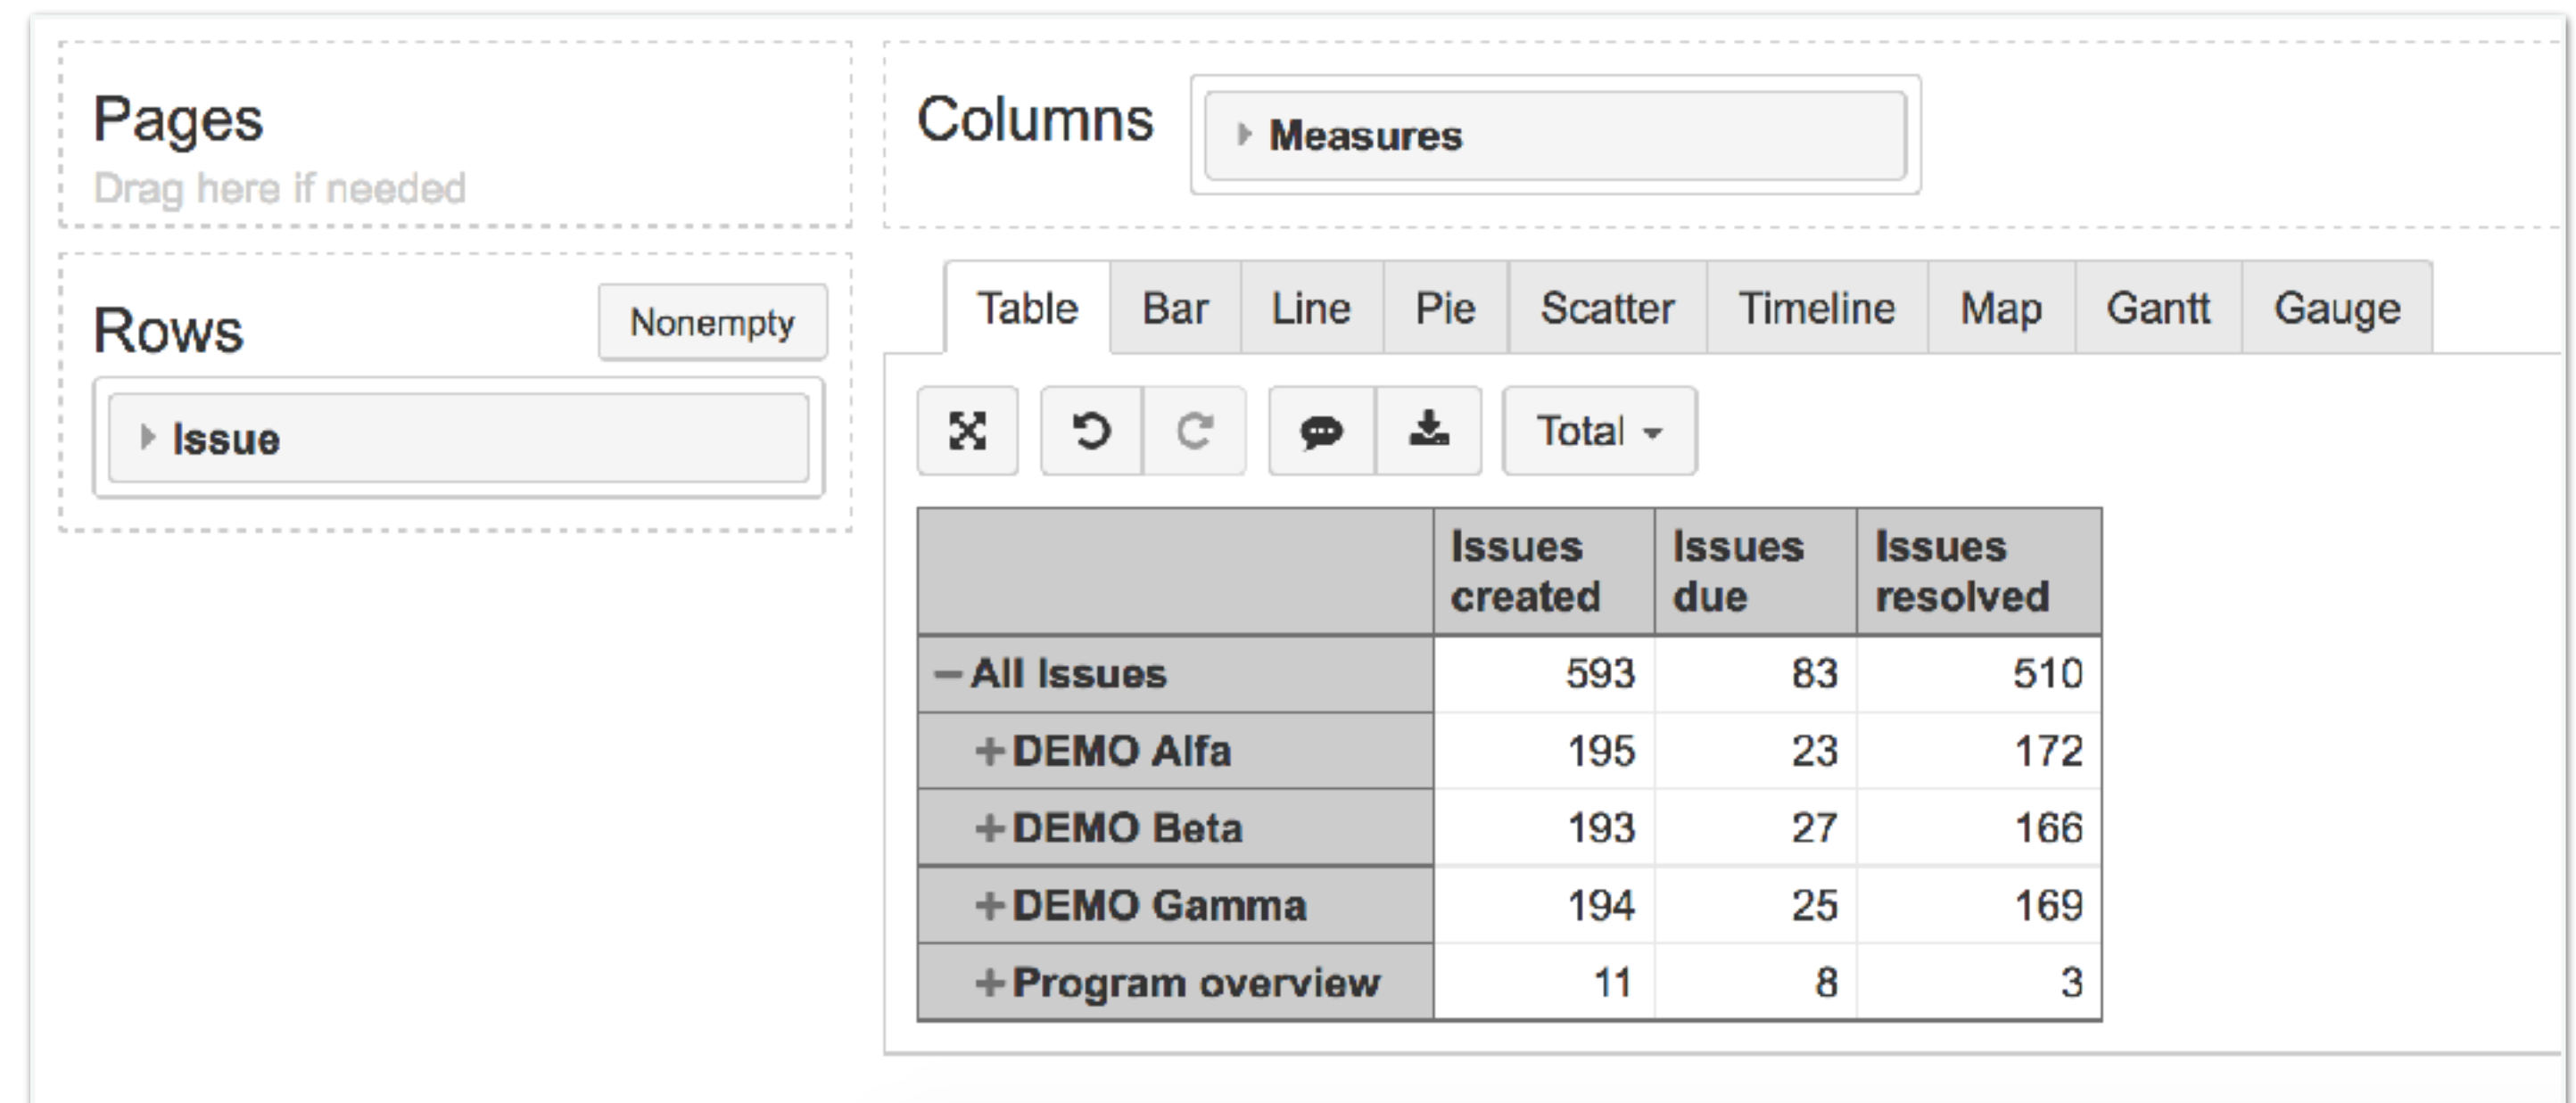 Pages
Drag here if needed
Columns
Measures
Rows
Nonempty
Issue
Table Bar Line Pie Scatter Timeline Map Gantt Gauge
Total
Issues created Issues due Issues resolved
All Issues 593 83 510
DEMO Alfa 195 23 172
DEMO Beta 193 27 166
DEMO Gamma 194 25 169
Program overview 11 8 3